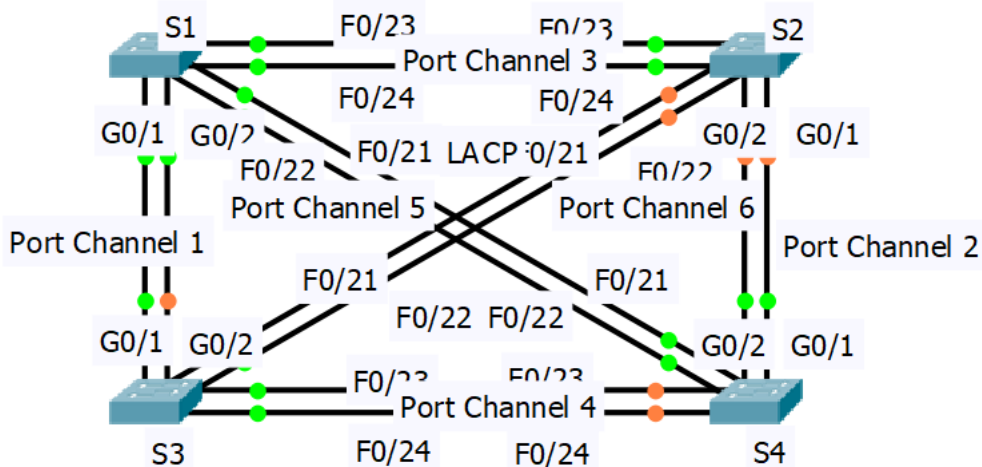 S1
F0/23
F0/23
S2
Port Channel 3
F0/24
F0/24
G0/1
G0/2
G0/2
G0/1
F0/22
F0/21
LACP
0/21
F0/22
Port Channel 5
Port Channel 6
Port Channel 1
Port Channel 2
F0/21
F0/21
F0/22
F0/22
G0/1
G0/2
G0/2
G0/1
F0/23
F0/23
Port Channel 4
S3
F0/24
F0/24
S4